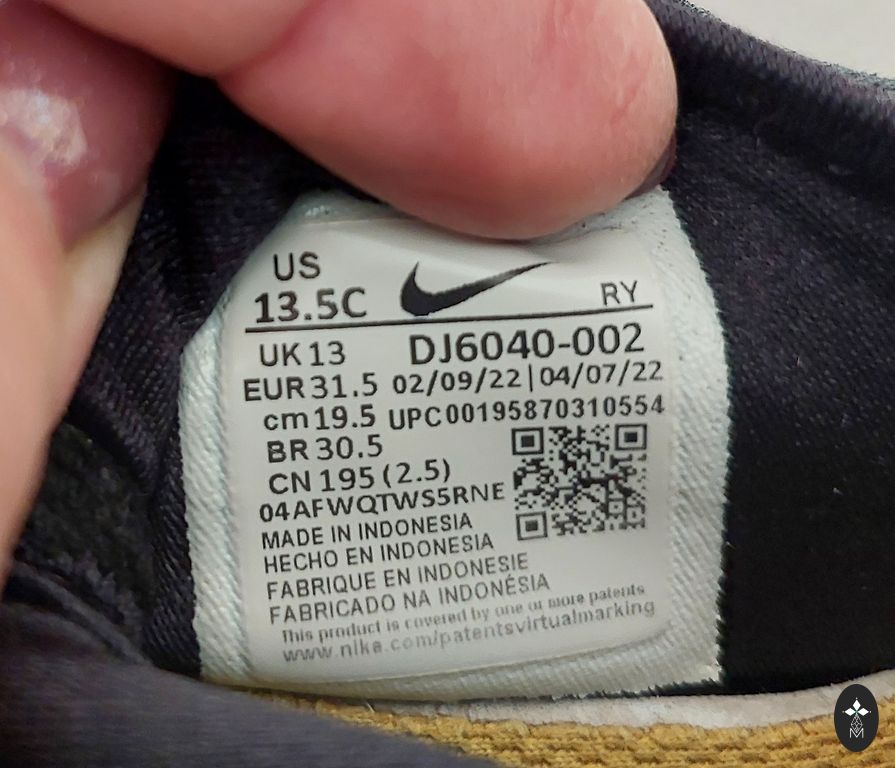 US
13.5C
RY
UK 13
DJ6040-002
EUR 31.5
02/09/22 | 04/07/22
cm 19.5
UPC00195870310554
BR 30.5
CN 195 (2.5)
04AFWQTWS5RNE
MADE IN INDONESIA
HECHO EN INDONESIA
FABRIQUE EN INDONESIE
FABRICADO NA INDONÉSIA
This product is covered by one or more patents
www.nike.com/patentsvirtualmarking
M